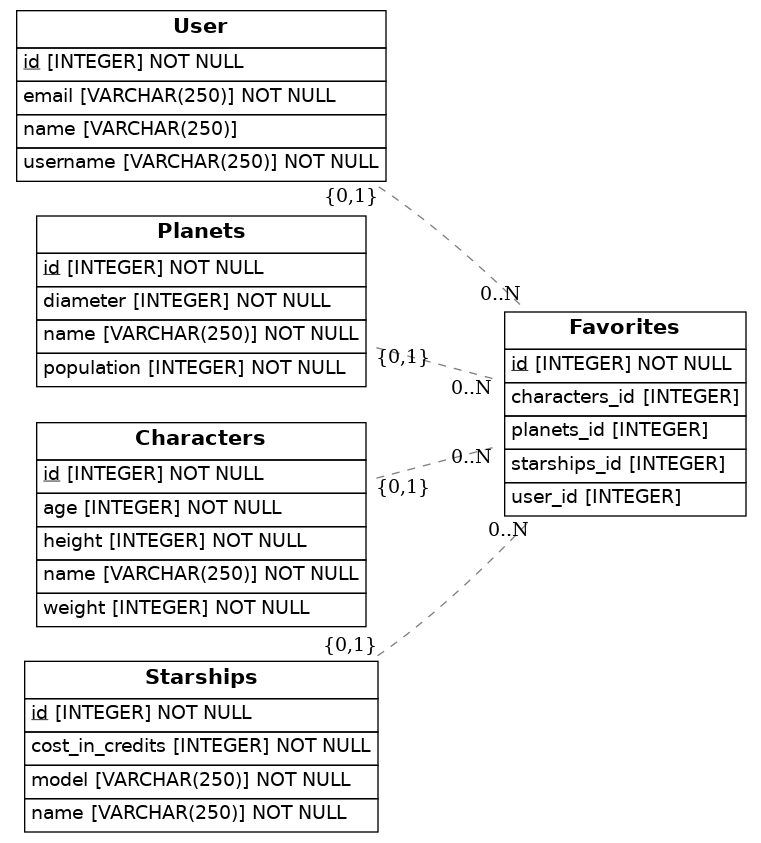 User
id [INTEGER] NOT NULL
email [VARCHAR(250)] NOT NULL
name [VARCHAR(250)]
username [VARCHAR(250)] NOT NULL
{0,1}
0..N
Planets
id [INTEGER] NOT NULL
diameter [INTEGER] NOT NULL
name [VARCHAR(250)] NOT NULL
population [INTEGER] NOT NULL
{0,1}
0..N
Characters
id [INTEGER] NOT NULL
age [INTEGER] NOT NULL
height [INTEGER] NOT NULL
name [VARCHAR(250)] NOT NULL
weight [INTEGER] NOT NULL
{0,1}
0..N
Starships
id [INTEGER] NOT NULL
cost_in_credits [INTEGER] NOT NULL
model [VARCHAR(250)] NOT NULL
name [VARCHAR(250)] NOT NULL
{0,1}
0..N
Favorites
id [INTEGER] NOT NULL
characters_id [INTEGER]
planets_id [INTEGER]
starships_id [INTEGER]
user_id [INTEGER]